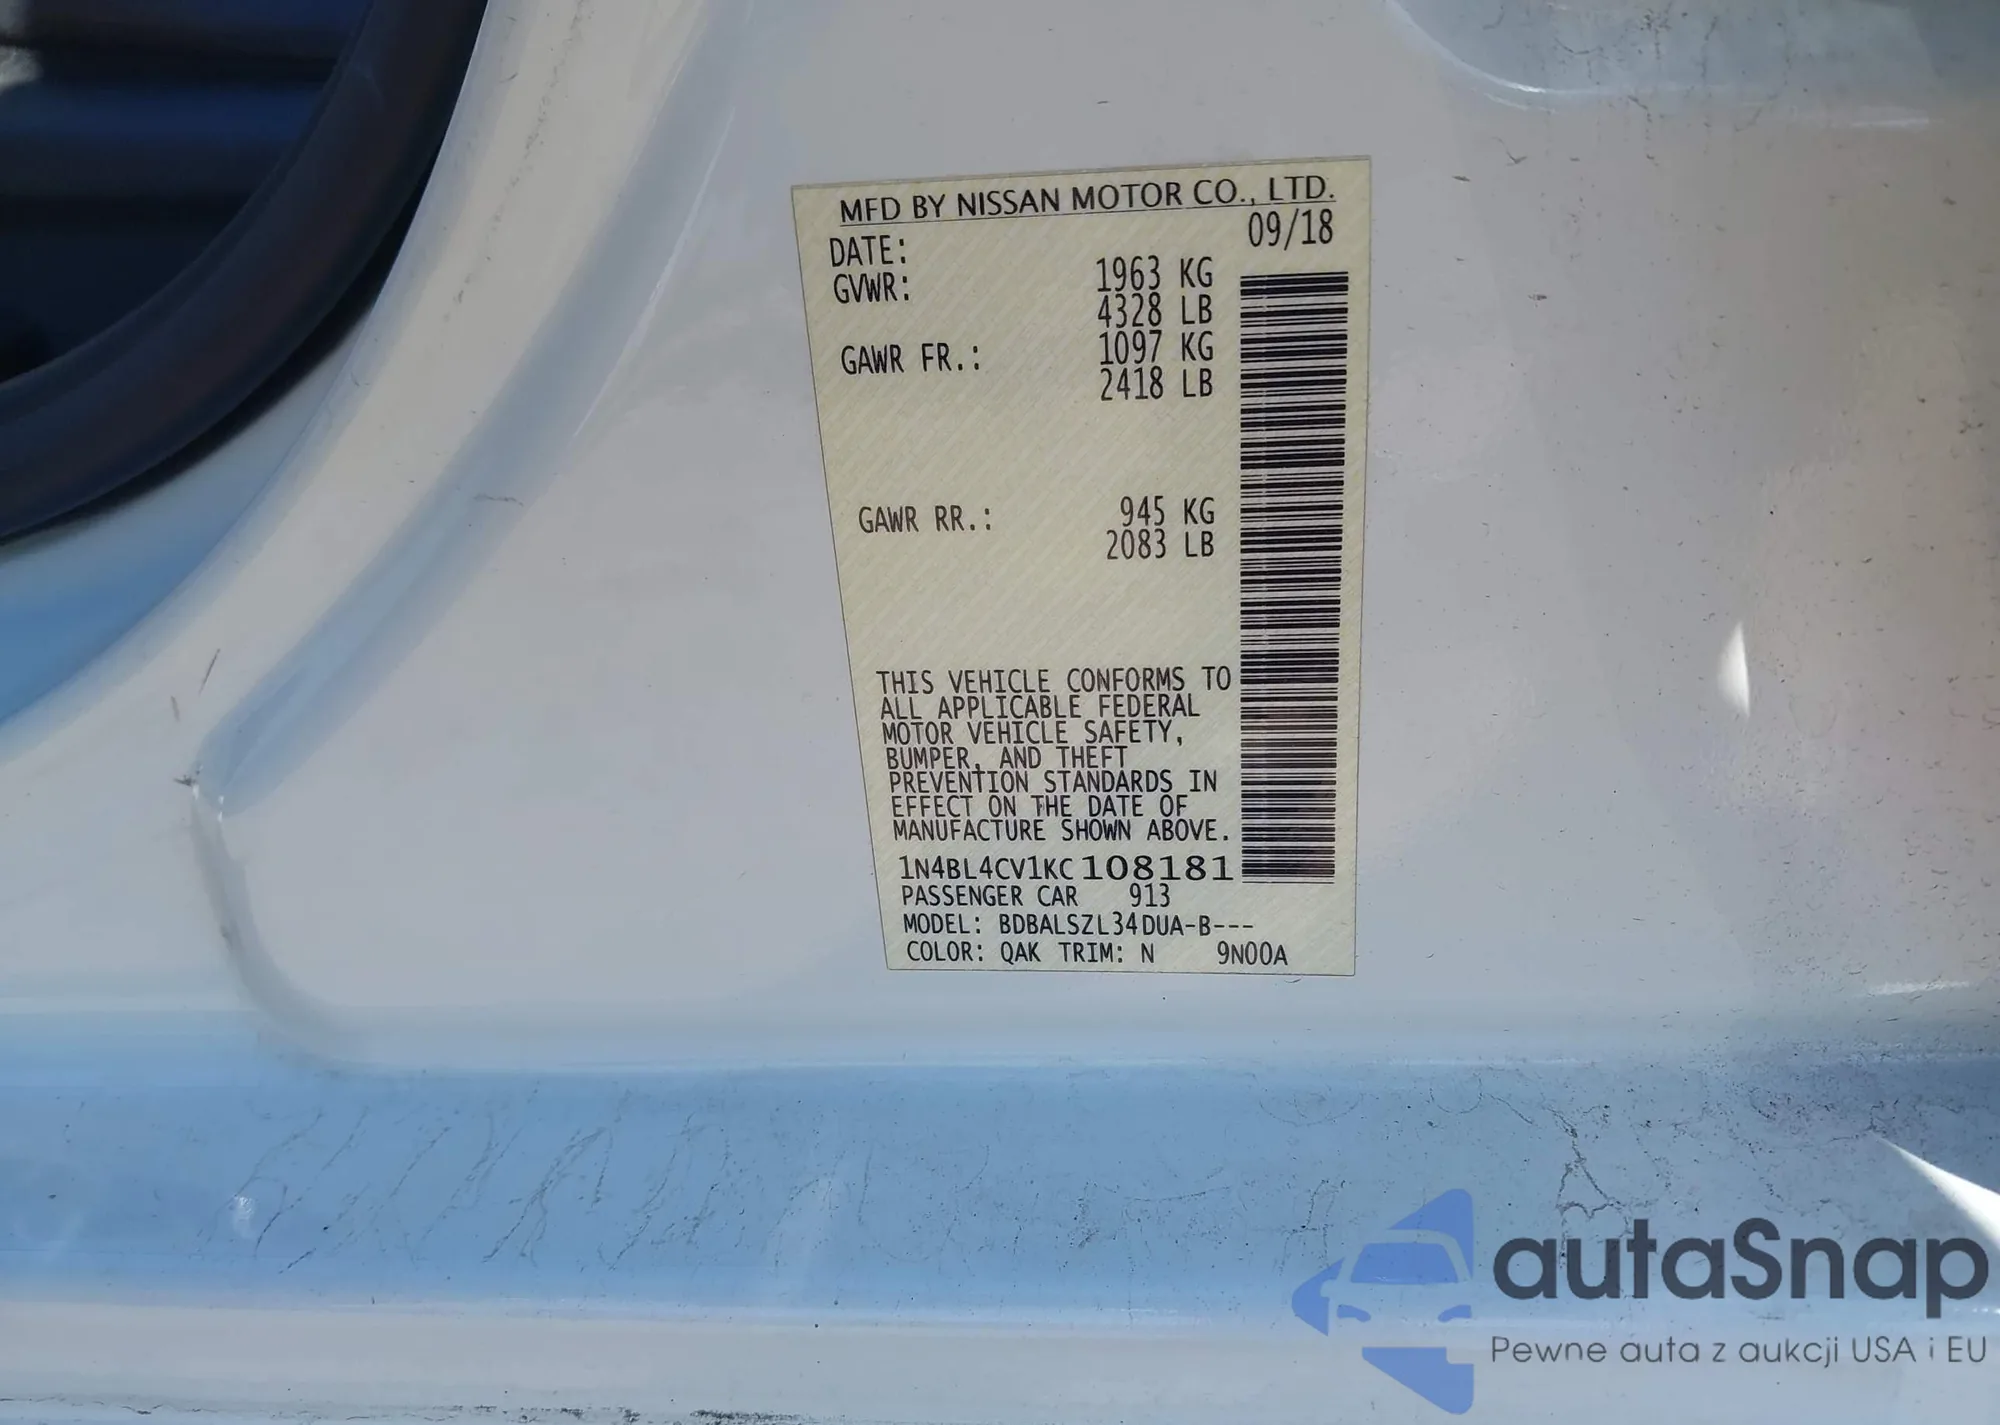 MFD BY NISSAN MOTOR CO., LTD.
DATE: 09/18
GVWR: 1963 KG
4328 LB
GAWR FR.: 1097 KG
2418 LB
GAWR RR.: 945 KG
2083 LB
THIS VEHICLE CONFORMS TO
ALL APPLICABLE FEDERAL
MOTOR VEHICLE SAFETY,
BUMPER, AND THEFT
PREVENTION STANDARDS IN
EFFECT ON THE DATE OF
MANUFACTURE SHOWN ABOVE.
1N4BL4CV1KC108181
PASSENGER CAR 913
MODEL: BDBALSZL34DUA-B---
COLOR: QAK TRIM: N 9N00A
autaSnap
Pewne auta z aukcji USA i EU